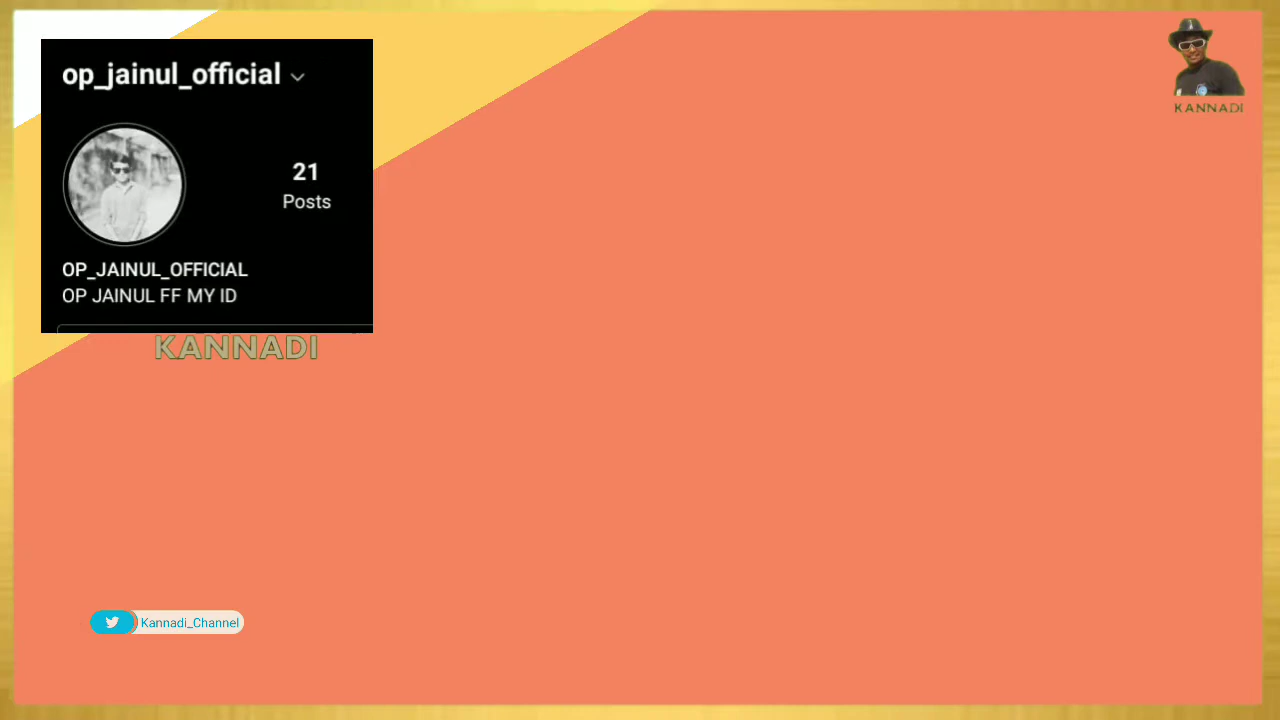 op_jainul_official
21
Posts
OP_JAINUL_OFFICIAL
OP JAINUL FF MY ID
KANNADI
KANNADI
Kannadi_Channel